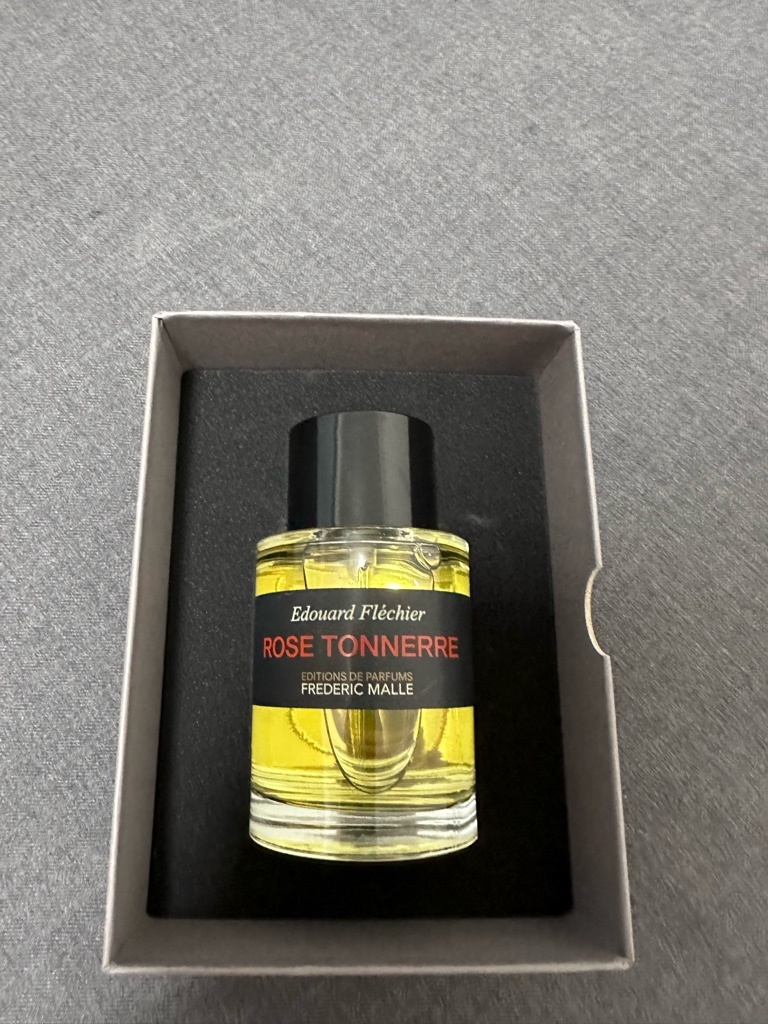 Edouard Fléchier
ROSE TONNERRE
EDITIONS DE PARFUMS
FREDERIC MALLE